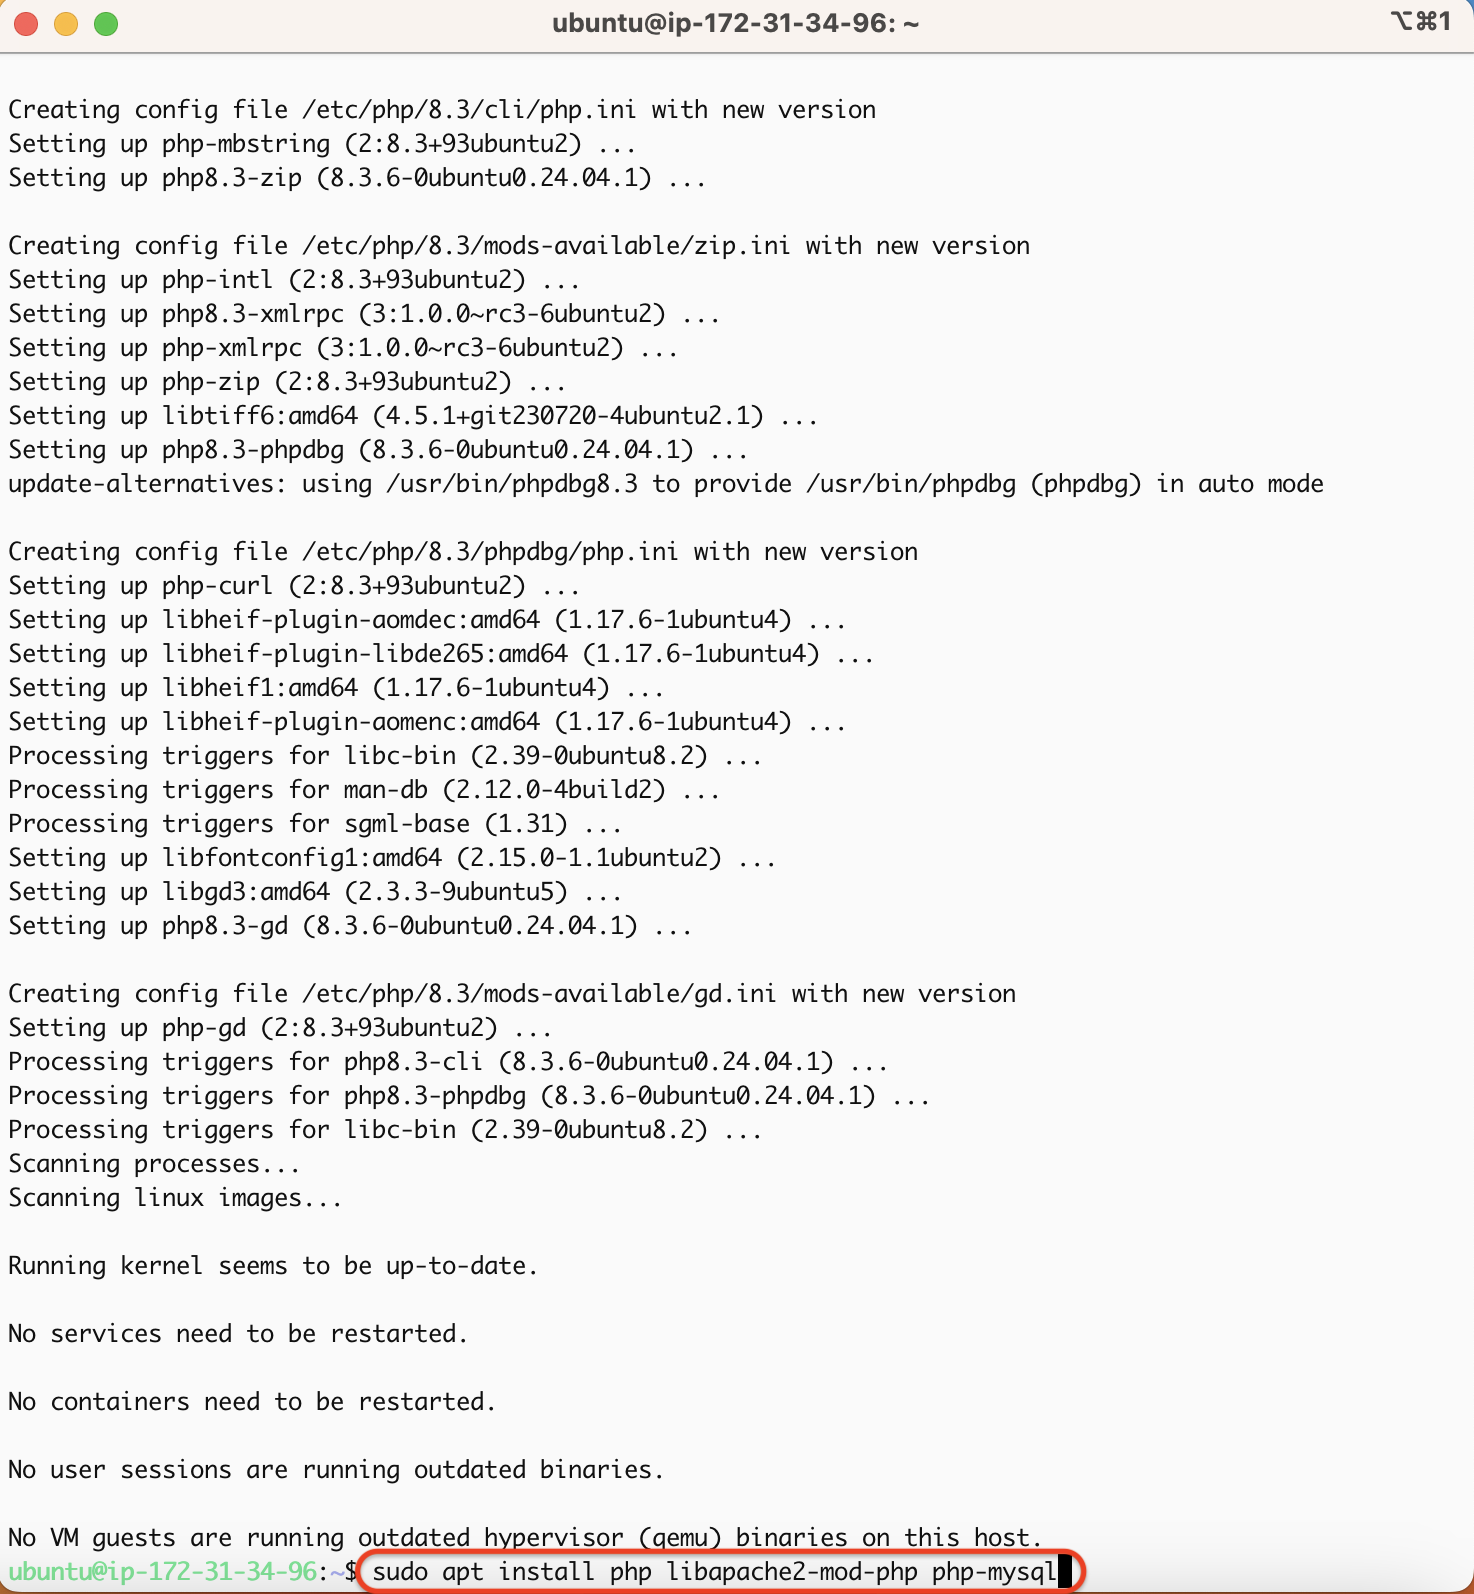 ubuntu@ip-172-31-34-96: ~
⌥⌘1
Creating config file /etc/php/8.3/cli/php.ini with new version
Setting up php-mbstring (2:8.3+93ubuntu2) ...
Setting up php8.3-zip (8.3.6-0ubuntu0.24.04.1) ...
Creating config file /etc/php/8.3/mods-available/zip.ini with new version
Setting up php-intl (2:8.3+93ubuntu2) ...
Setting up php8.3-xmlrpc (3:1.0.0~rc3-6ubuntu2) ...
Setting up php-xmlrpc (3:1.0.0~rc3-6ubuntu2) ...
Setting up php-zip (2:8.3+93ubuntu2) ...
Setting up libtiff6:amd64 (4.5.1+git230720-4ubuntu2.1) ...
Setting up php8.3-phpdbg (8.3.6-0ubuntu0.24.04.1) ...
update-alternatives: using /usr/bin/phpdbg8.3 to provide /usr/bin/phpdbg (phpdbg) in auto mode
Creating config file /etc/php/8.3/phpdbg/php.ini with new version
Setting up php-curl (2:8.3+93ubuntu2) ...
Setting up libheif-plugin-aomdec:amd64 (1.17.6-1ubuntu4) ...
Setting up libheif-plugin-libde265:amd64 (1.17.6-1ubuntu4) ...
Setting up libheif1:amd64 (1.17.6-1ubuntu4) ...
Setting up libheif-plugin-aomenc:amd64 (1.17.6-1ubuntu4) ...
Processing triggers for libc-bin (2.39-0ubuntu8.2) ...
Processing triggers for man-db (2.12.0-4build2) ...
Processing triggers for sgml-base (1.31) ...
Setting up libfontconfig1:amd64 (2.15.0-1.1ubuntu2) ...
Setting up libgd3:amd64 (2.3.3-9ubuntu5) ...
Setting up php8.3-gd (8.3.6-0ubuntu0.24.04.1) ...
Creating config file /etc/php/8.3/mods-available/gd.ini with new version
Setting up php-gd (2:8.3+93ubuntu2) ...
Processing triggers for php8.3-cli (8.3.6-0ubuntu0.24.04.1) ...
Processing triggers for php8.3-phpdbg (8.3.6-0ubuntu0.24.04.1) ...
Processing triggers for libc-bin (2.39-0ubuntu8.2) ...
Scanning processes...
Scanning linux images...
Running kernel seems to be up-to-date.
No services need to be restarted.
No containers need to be restarted.
No user sessions are running outdated binaries.
No VM guests are running outdated hypervisor (qemu) binaries on this host.
ubuntu@ip-172-31-34-96:~$ sudo apt install php libapache2-mod-php php-mysql